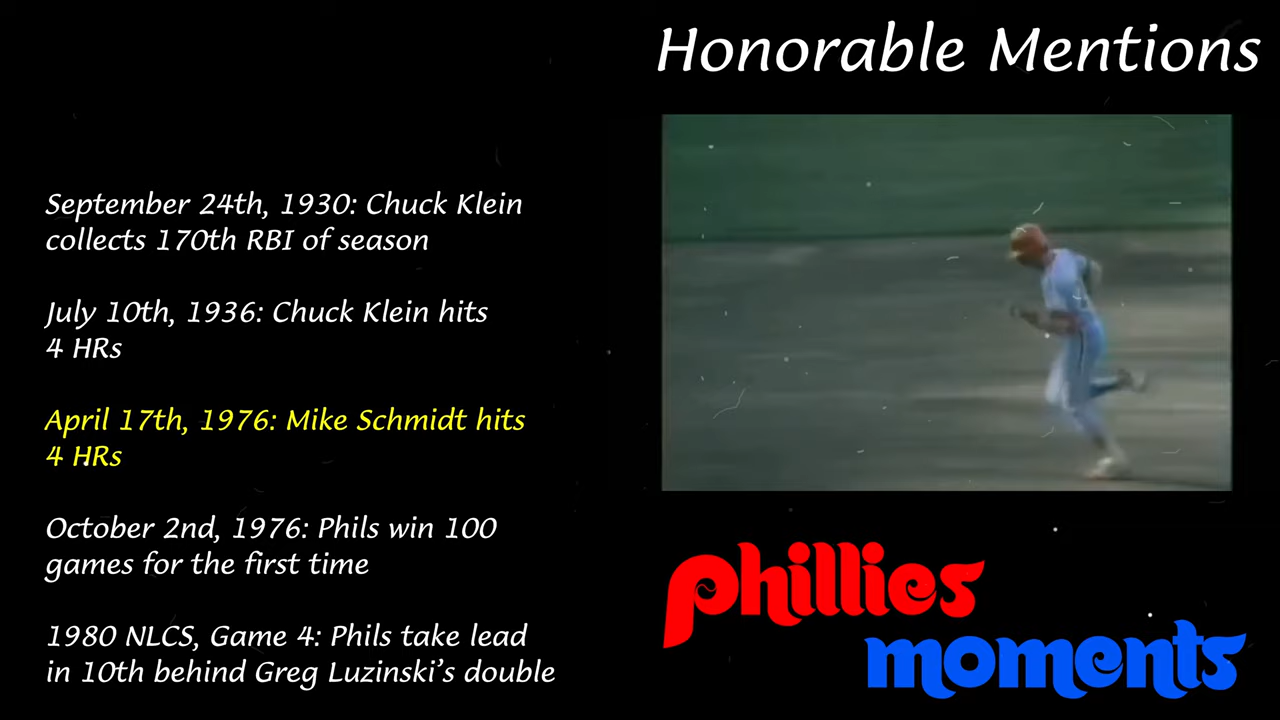 Honorable Mentions
September 24th, 1930: Chuck Klein
collects 170th RBI of season
July 10th, 1936: Chuck Klein hits
4 HRs
April 17th, 1976: Mike Schmidt hits
4 HRs
October 2nd, 1976: Phils win 100
games for the first time
1980 NLCS, Game 4: Phils take lead
in 10th behind Greg Luzinski’s double
phillies
moments